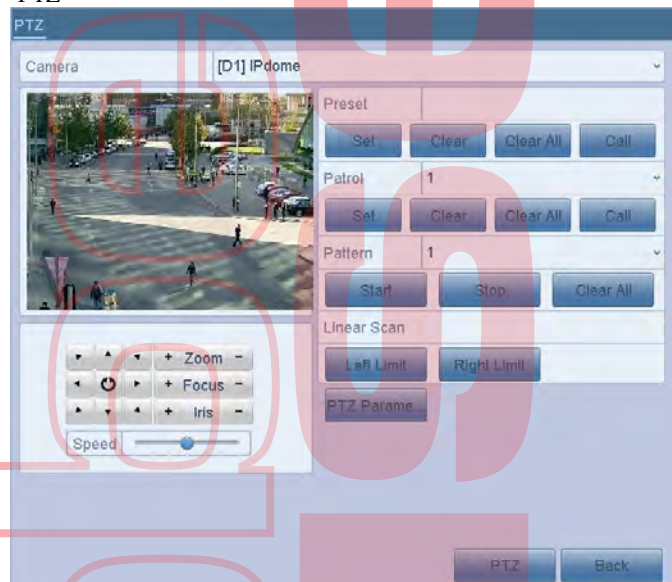 PTZ
Camera [D1] IPdome
Preset
Set Clear Clear All Call
Patrol 1
Set Clear Clear All Call
Pattern 1
Start Stop Clear All
Linear Scan
Left Limit Right Limit
PTZ Parame
+ Zoom -
+ Focus -
+ Iris -
Speed
PTZ Back